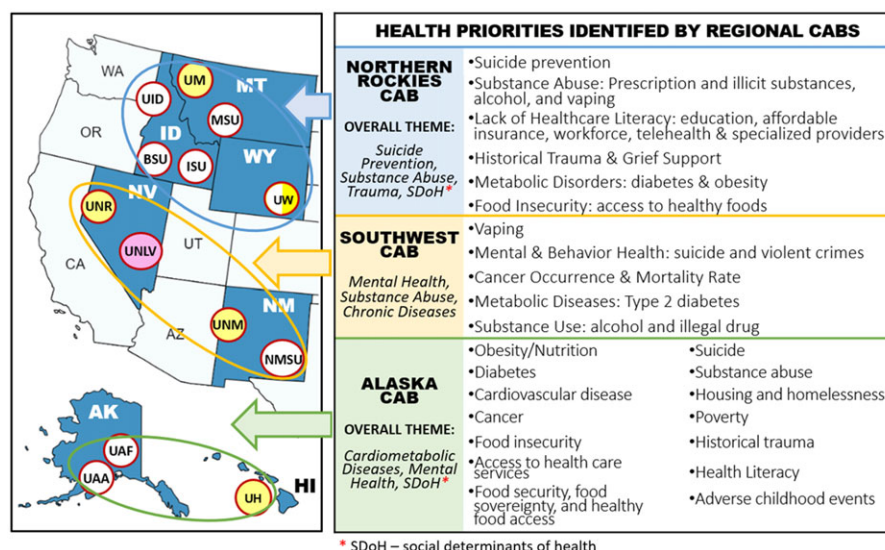 WA
UM
MT
UID
MSU
OR
ID
BSU
ISU
WY
NV
UW
UNR
UT
UNLV
CA
NM
AZ
UNM
NMSU
AK
UAF
UAA
UH
HI
HEALTH PRIORITIES IDENTIFED BY REGIONAL CABS
NORTHERN
ROCKIES
CAB
OVERALL THEME:
Suicide
Prevention,
Substance Abuse,
Trauma, SDoH*
•Suicide prevention
•Substance Abuse: Prescription and illicit substances,
alcohol, and vaping
•Lack of Healthcare Literacy: education, affordable
insurance, workforce, telehealth & specialized providers
•Historical Trauma & Grief Support
•Metabolic Disorders: diabetes & obesity
•Food Insecurity: access to healthy foods
SOUTHWEST
CAB
Mental Health,
Substance Abuse,
Chronic Diseases
•Vaping
•Mental & Behavior Health: suicide and violent crimes
•Cancer Occurrence & Mortality Rate
•Metabolic Diseases: Type 2 diabetes
•Substance Use: alcohol and illegal drug
ALASKA
CAB
OVERALL THEME:
Cardiometabolic
Diseases, Mental
Health, SDoH*
•Obesity/Nutrition
•Diabetes
•Cardiovascular disease
•Cancer
•Food insecurity
•Access to health care
services
•Food security, food
sovereignty, and healthy
food access
•Suicide
•Substance abuse
•Housing and homelessness
•Poverty
•Historical trauma
•Health Literacy
•Adverse childhood events
* SDoH – social determinants of health